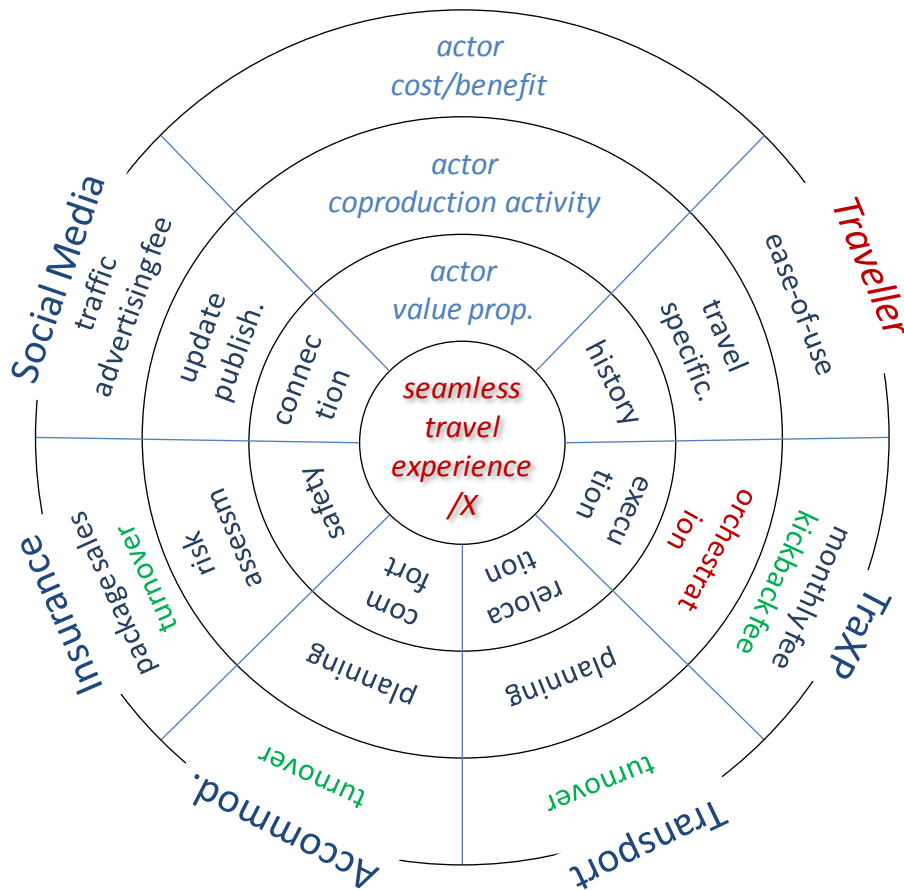 actor
cost/benefit
actor
coproduction activity
actor
value prop.
seamless
travel
experience
/X
Traveller
ease-of-use
travel
specific.
history
TraXP
monthly fee
kickback fee
orchestrat
ion
execu
tion
Transport
turnover
planning
reloca
tion
Accommod.
turnover
planning
com
fort
Insurance
package sales
turnover
risk
assessm
safety
Social Media
traffic
advertising fee
update
publish.
connec
tion